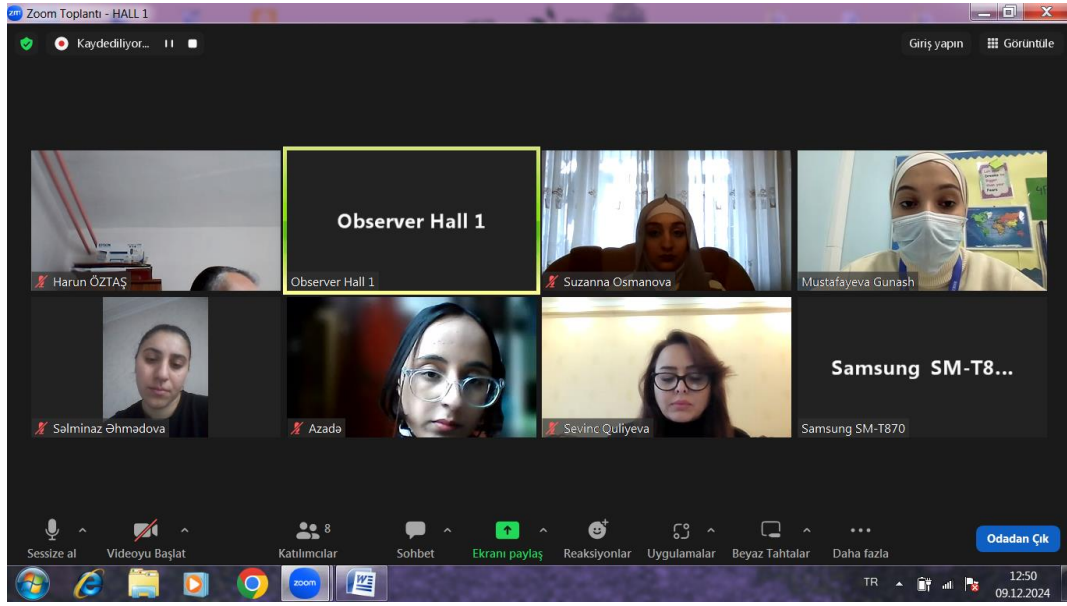 Zoom Toplantı - HALL 1
Kaydediliyor...
Giriş yapın
Görüntüle
Harun ÖZTAŞ
Observer Hall 1
Observer Hall 1
Suzanna Osmanova
Mustafayeva Gunash
Salminaz Əhmədova
Azadə
Sevinc Quliyeva
Samsung SM-T8...
Samsung SM-T870
Sessize al
Videoyu Başlat
8
Katılımcılar
Sohbet
Ekranı paylaş
Reaksiyonlar
Uygulamalar
Beyaz Tahtalar
Daha fazla
Odadan Çık
zoom
TR
12:50
09.12.2024